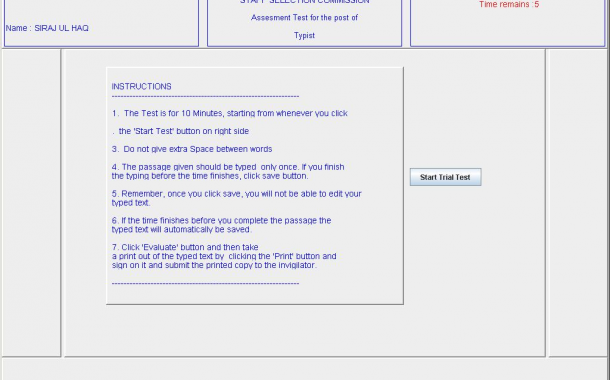 STAFF SELECTION COMMISSION
Time remains :5
Assesment Test for the post of
Name : SIRAJ UL HAQ
Typist
INSTRUCTIONS
--------------------------------------------------------------
1. The Test is for 10 Minutes, starting from whenever you click
. the 'Start Test' button on right side
3. Do not give extra Space between words
4. The passage given should be typed only once. If you finish
the typing before the time finishes, click save button.
5. Remember, once you click save, you will not be able to edit your
typed text.
6. If the time finishes before you complete the passage the
typed text will automatically be saved.
7. Click 'Evaluate' button and then take
a print out of the typed text by clicking the 'Print' button and
sign on it and submit the printed copy to the invigilator.
--------------------------------------------------------------
Start Trial Test